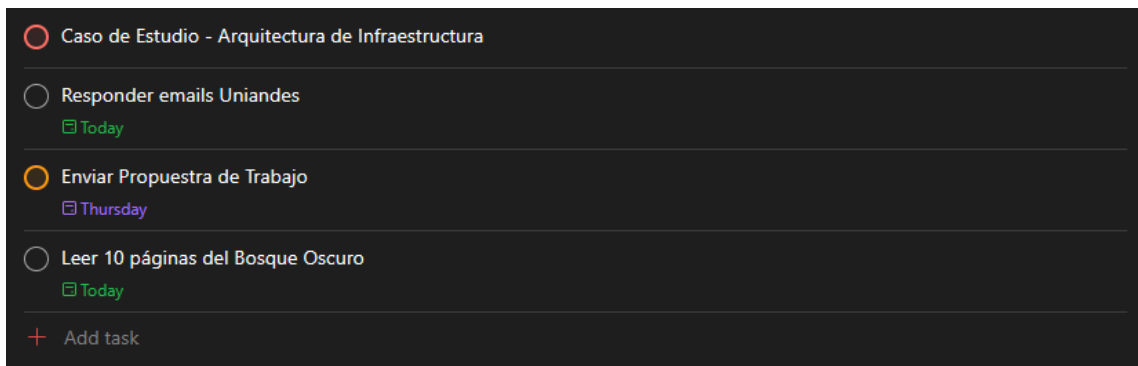 Caso de Estudio - Arquitectura de Infraestructura
Responder emails Uniandes
Today
Enviar Propuestra de Trabajo
Thursday
Leer 10 páginas del Bosque Oscuro
Today
+ Add task